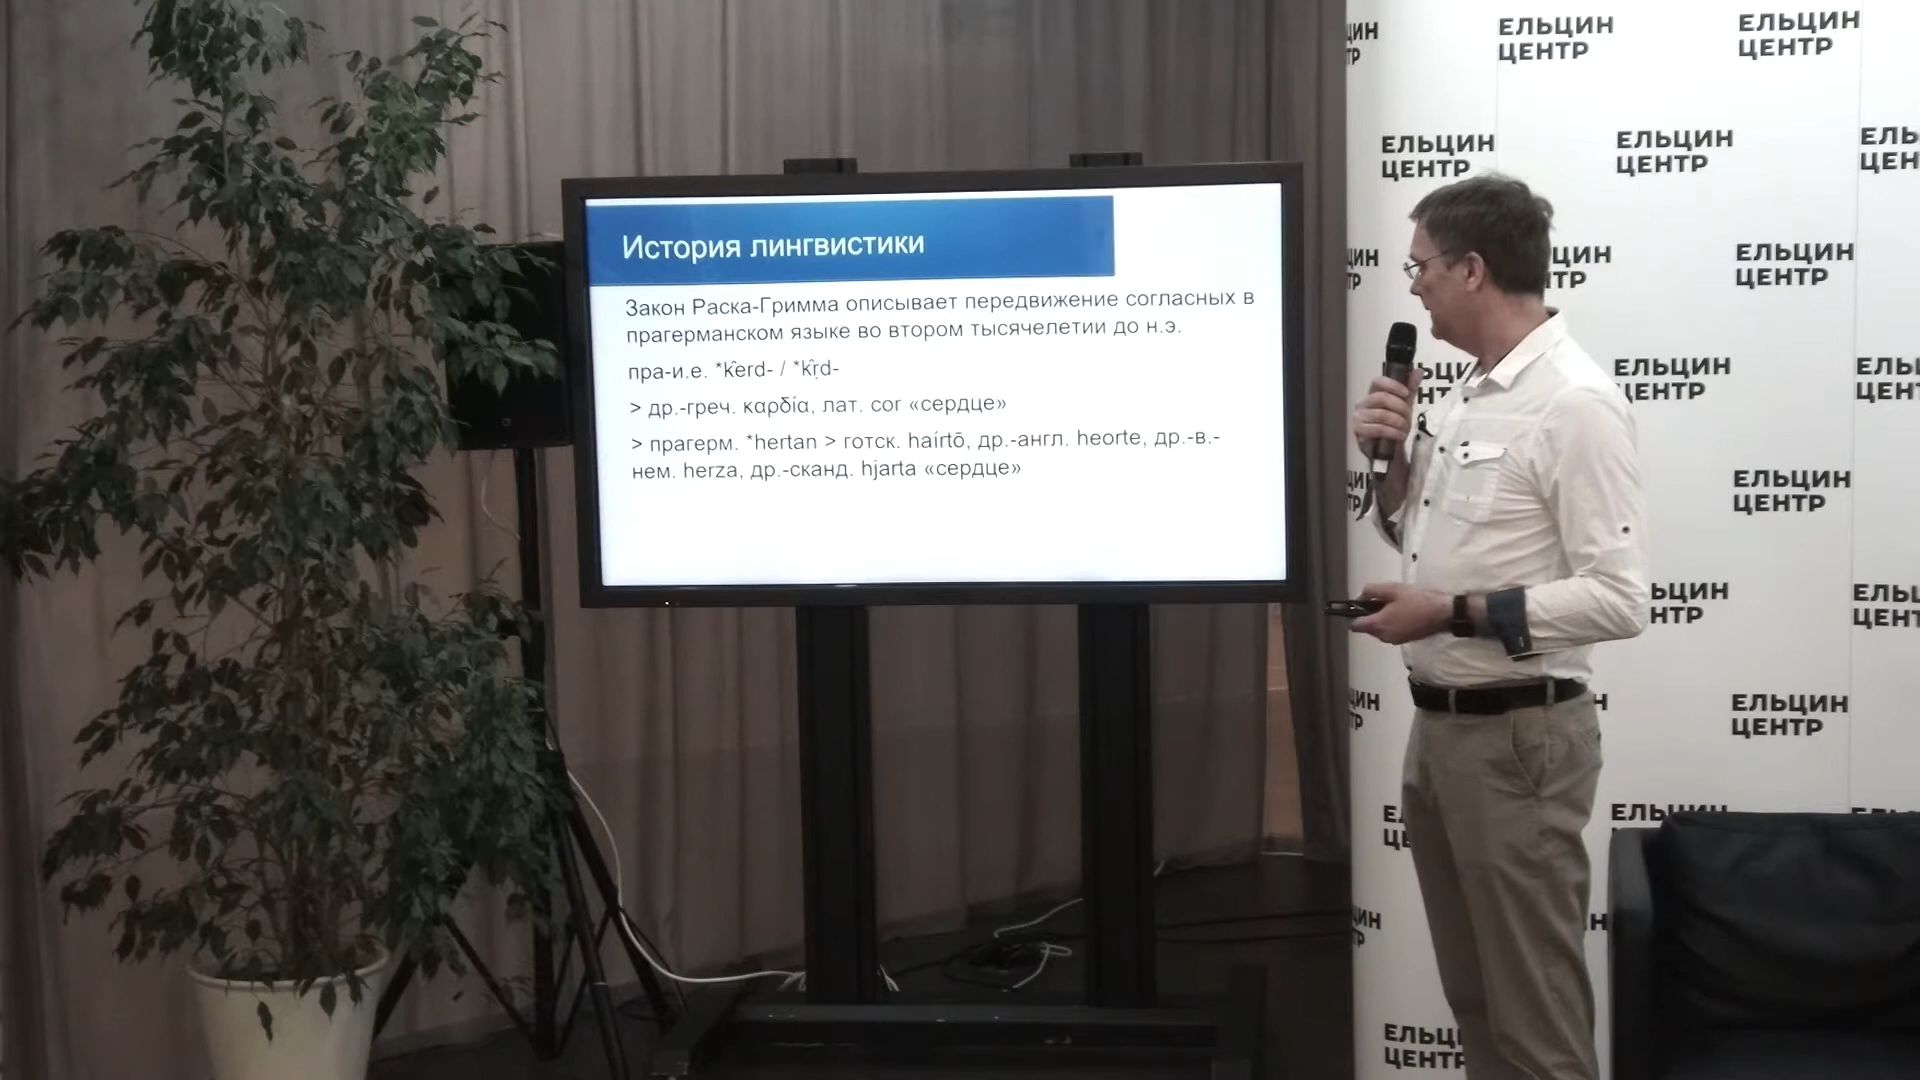 История лингвистики
Закон Раска-Гримма описывает передвижение согласных в
прагерманском языке во втором тысячелетии до н.э.
пра-и.е. *k̂erd- / *k̂r̥d-
> др.-греч. καρδία, лат. cor «сердце»
> прагерм. *hertan > готск. haírtō, др.-англ. heorte, др.-в.-
нем. herza, др.-сканд. hjarta «сердце»
ЕЛЬЦИН
ЦЕНТР
ЕЛЬЦИН
ЦЕНТР
ЕЛЬЦИН
ЦЕНТР
ЕЛЬЦИН
ЦЕНТР
ЕЛЬЦИН
ЦЕНТР
ЕЛЬЦИН
ЦЕНТР
ЕЛЬЦИН
ЦЕНТР
ЕЛЬЦИН
ЦЕНТР